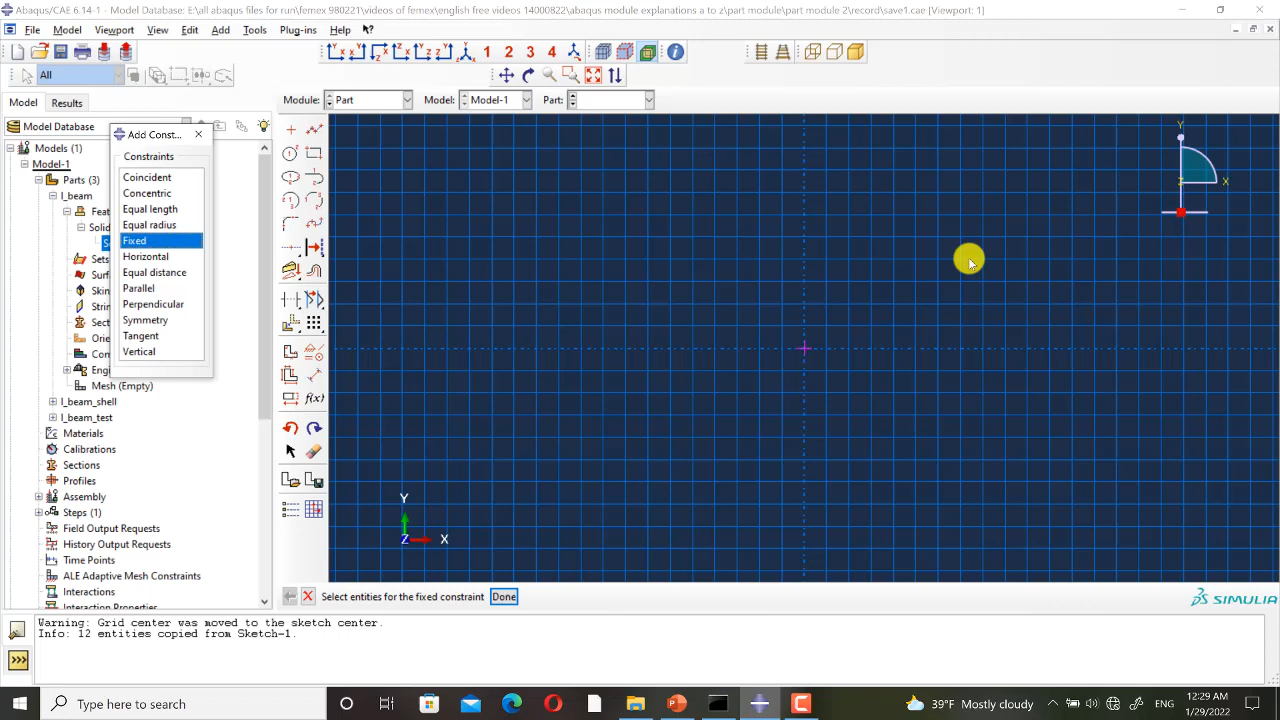 Abaqus/CAE 6.14-1 - Model Database: E:\all abaqus files for run\femex 980221\videos of femex\english free videos 14000822\abaqus module explanations a to z\part module\part module 2\record\save1.cae [Viewport: 1]
File Model Viewport View Edit Add Tools Plug-ins Help
1 2 3 4
All
Model Results
Module: Part Model: Model-1 Part:
Model Database
Add Const...
Constraints
Coincident
Concentric
Equal length
Equal radius
Fixed
Horizontal
Equal distance
Parallel
Perpendicular
Symmetry
Tangent
Vertical
Models (1)
Model-1
Parts (3)
I_beam
Feat
Solid
S
Sets
Surf
Skin
Strin
Sect
Orie
Com
Engi
Mesh (Empty)
I_beam_shell
I_beam_test
Materials
Calibrations
Sections
Profiles
Assembly
Steps (1)
Field Output Requests
History Output Requests
Time Points
ALE Adaptive Mesh Constraints
Interactions
Interaction Properties
f(x)
Y
Z X
Y
Z X
Select entities for the fixed constraint Done
SIMULIA
Warning: Grid center was moved to the sketch center.
Info: 12 entities copied from Sketch-1.
>>>
Type here to search
39°F Mostly cloudy
ENG
12:29 AM
1/29/2022